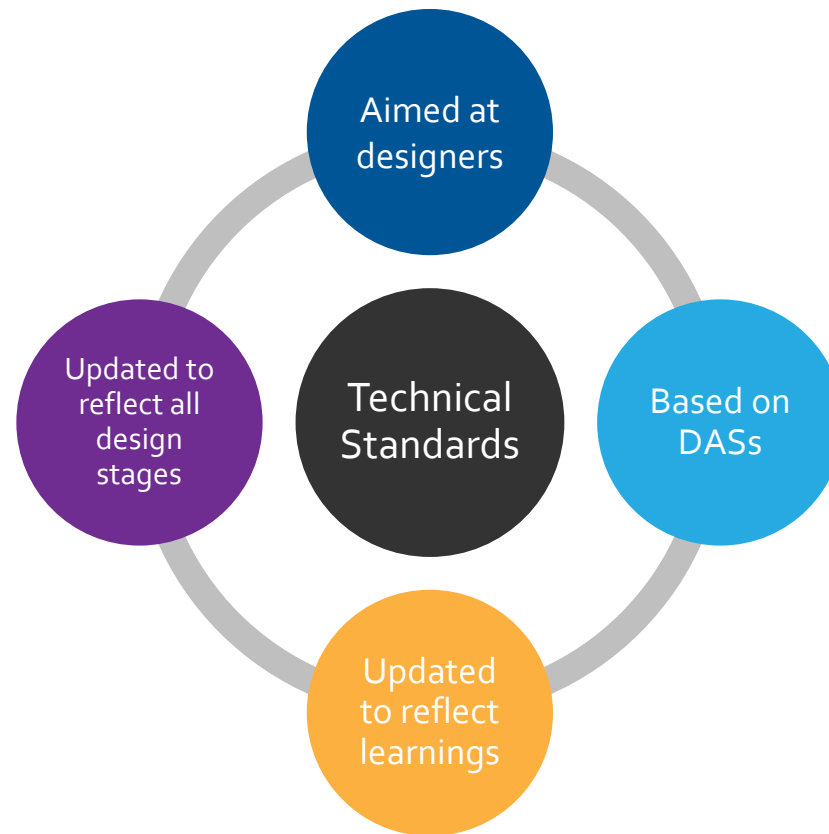 Aimed at
designers
Updated to
reflect all
design
stages
Technical
Standards
Based on
DASs
Updated
to reflect
learnings